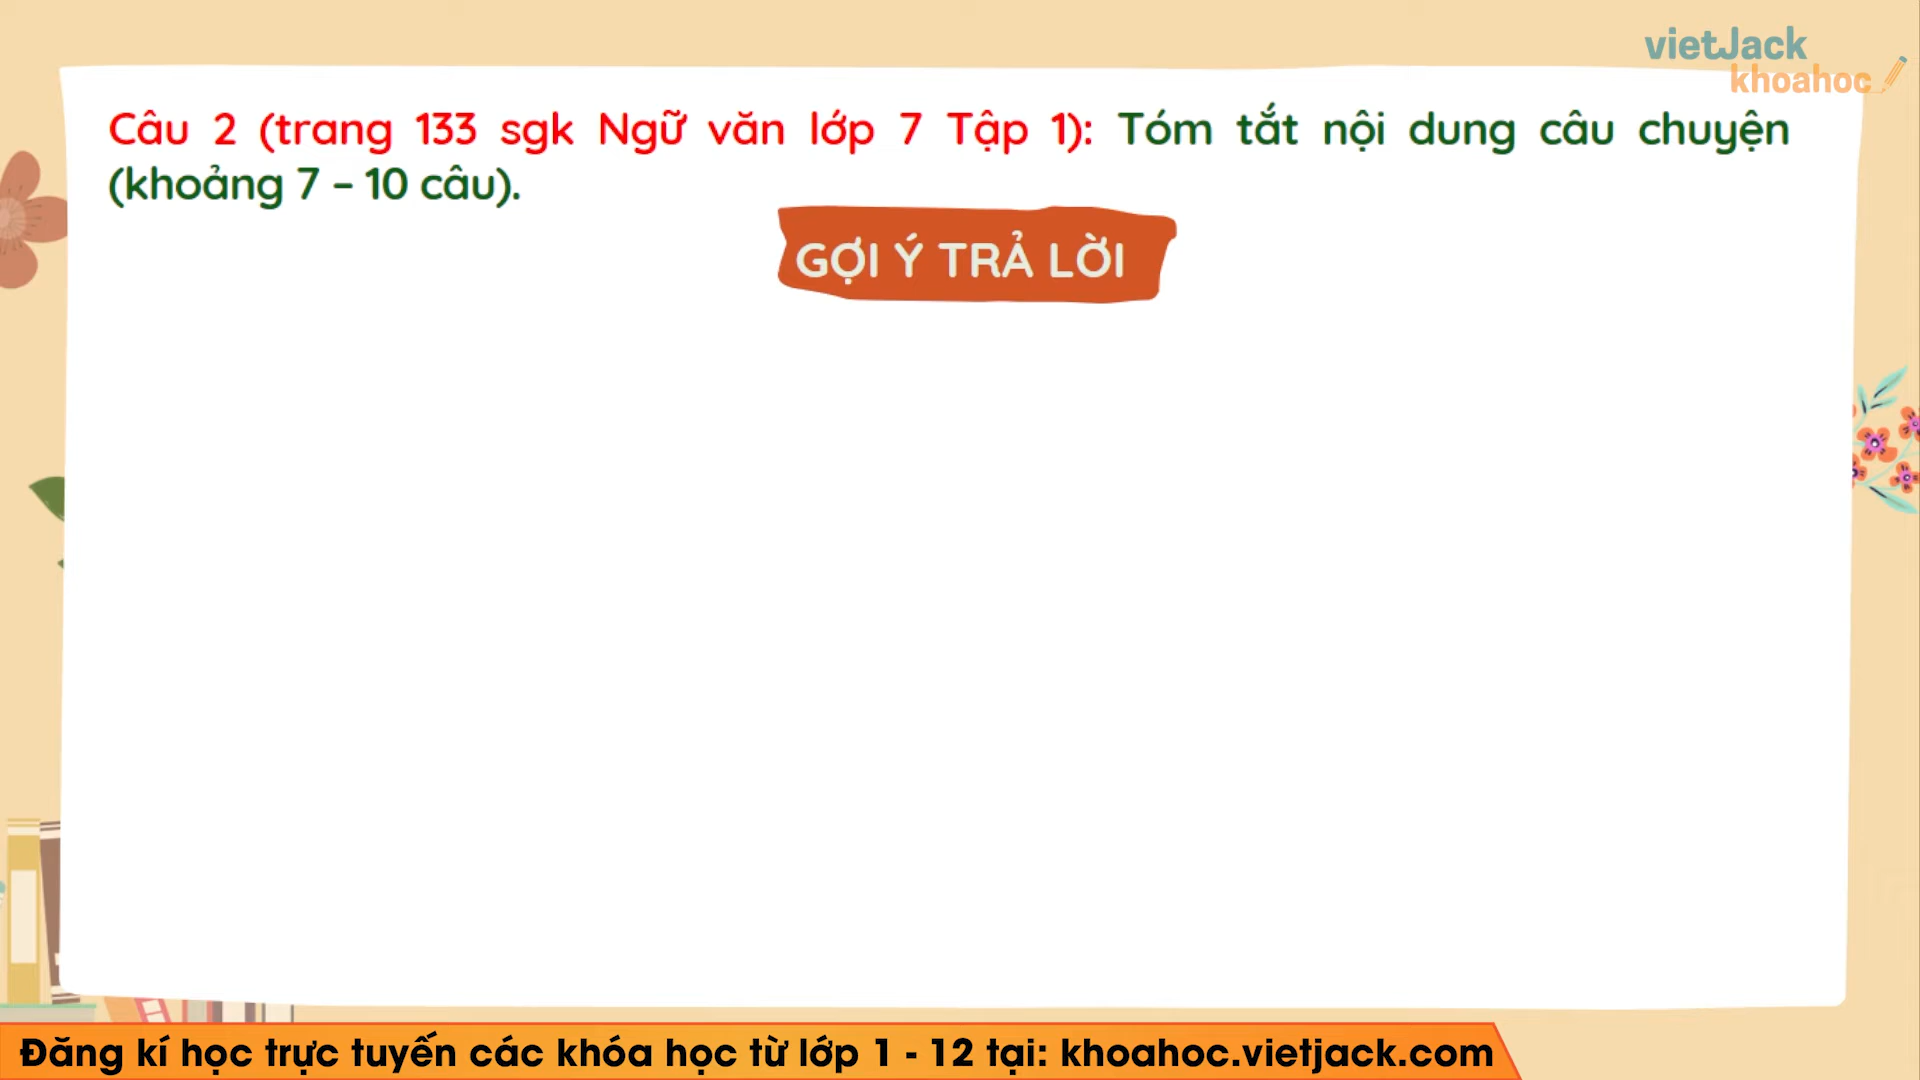 vietJack
khoahoc
Câu 2 (trang 133 sgk Ngữ văn lớp 7 Tập 1): Tóm tắt nội dung câu chuyện
(khoảng 7 – 10 câu).
GỢI Ý TRẢ LỜI
Đăng kí học trực tuyến các khóa học từ lớp 1 - 12 tại: khoahoc.vietjack.com